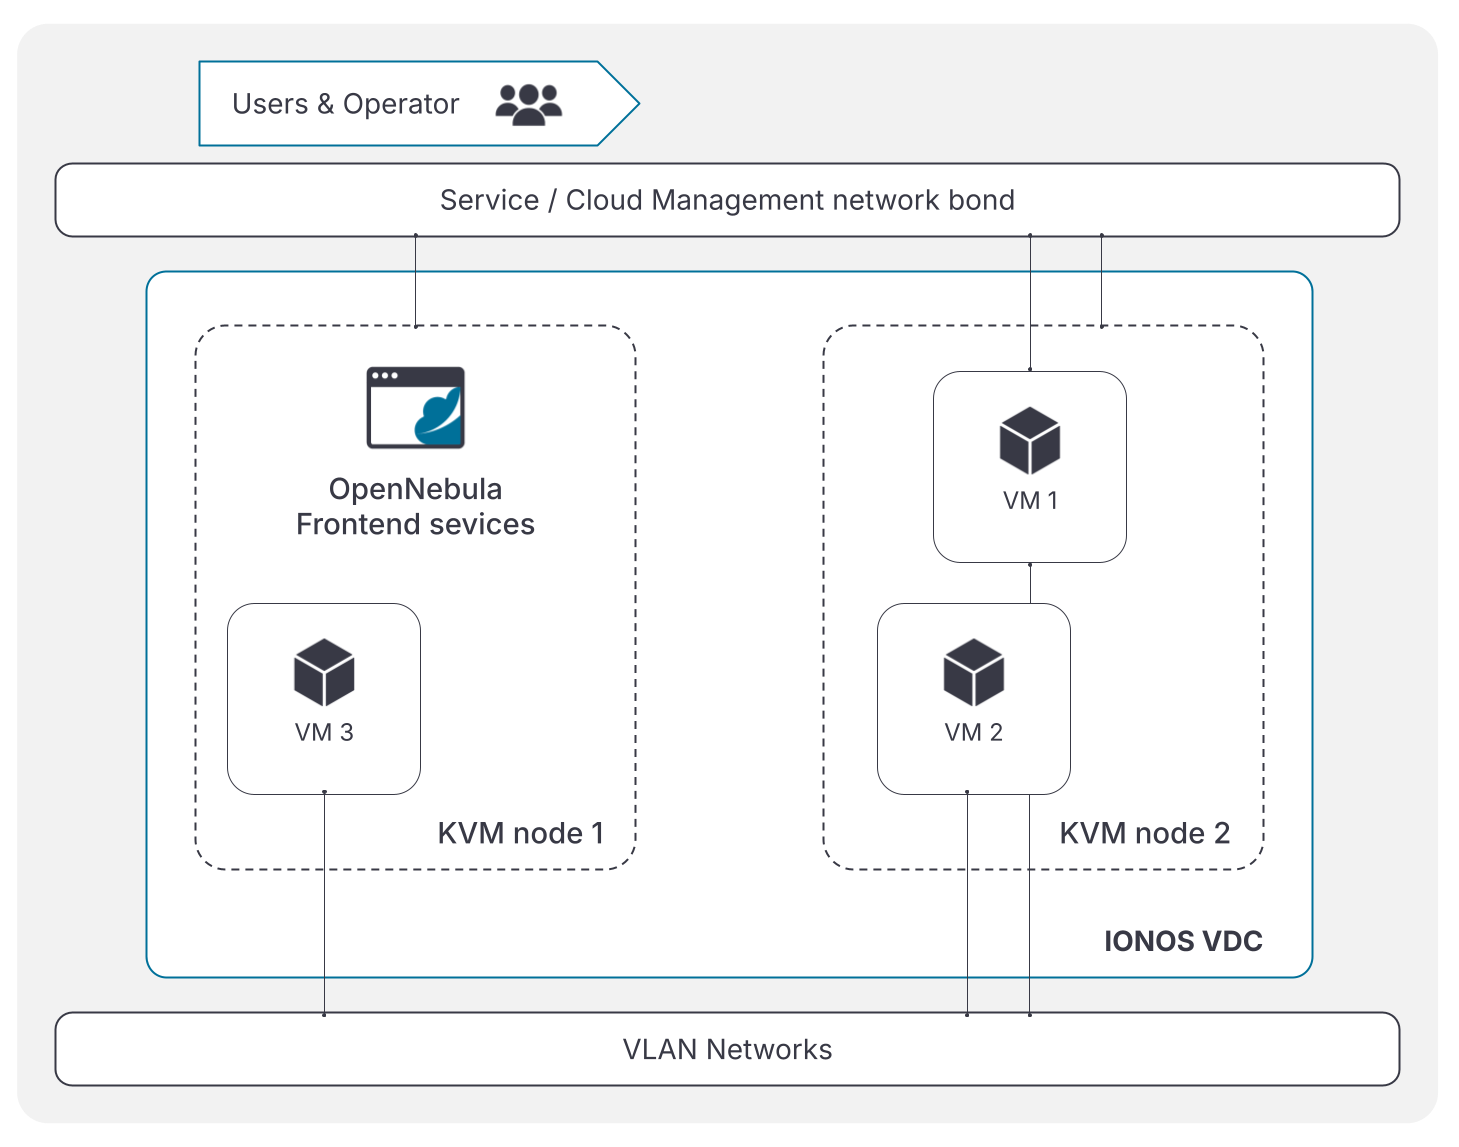 Users & Operator
Service / Cloud Management network bond
OpenNebula
Frontend sevices
VM 1
VM 3
VM 2
KVM node 1
KVM node 2
IONOS VDC
VLAN Networks